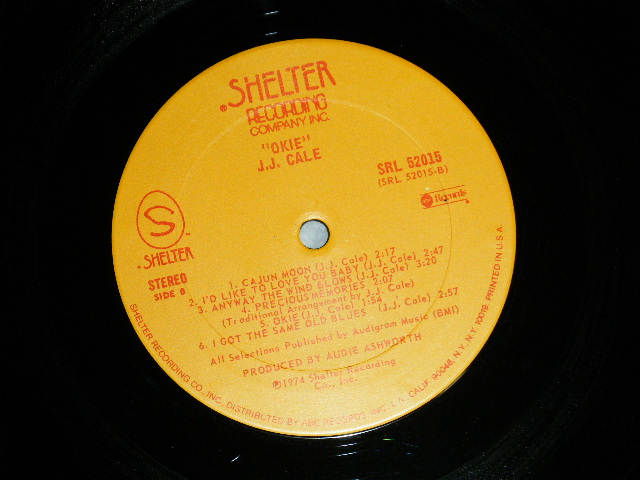 SHELTER
RECORDING
COMPANY INC.
"OKIE"
J.J. CALE
SRL 52015
(SRL 52015-B)
abc Records
S
SHELTER
STEREO
SIDE B
1. CAJUN MOON (J.J. Cale) 2:17
2. I'D LIKE TO LOVE YOU BABY (J.J. Cale) 2:47
3. ANYWAY THE WIND BLOWS (J.J. Cale) 3:20
4. PRECIOUS MEMORIES 2:07
(Traditional Arrangement by J.J. Cale)
5. OKIE (J.J. Cale) 1:54
6. I GOT THE SAME OLD BLUES (J.J. Cale) 2:57
All Selections Published by Audigram Music (BMI)
PRODUCED BY AUDIE ASHWORTH
℗1974 Shelter Recording
Co., Inc.
SHELTER RECORDING CO., INC. DISTRIBUTED BY ABC RECORDS, INC. L.A. CALIF. 90048, N.Y. N.Y. 10019 PRINTED IN U.S.A.